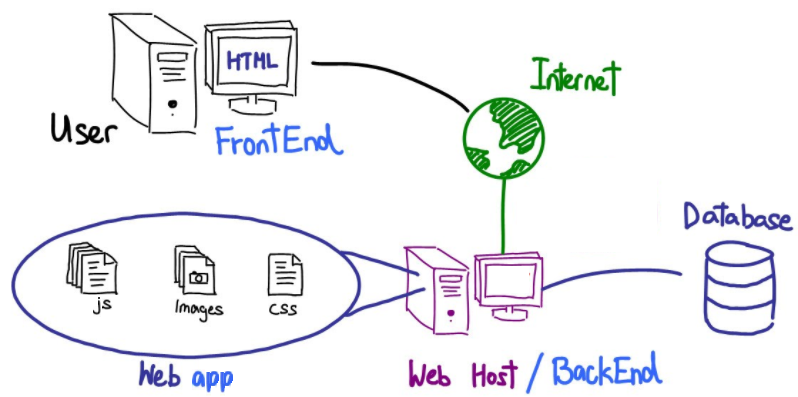 HTML
User
FrontEnd
Internet
Database
js
Images
css
Web app
Web Host / BackEnd